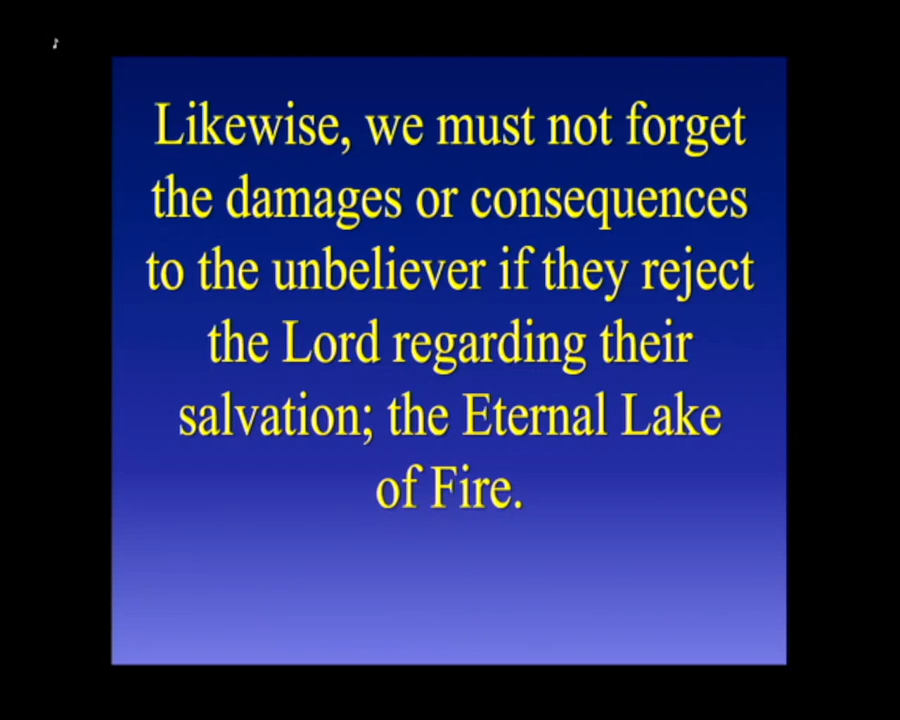 Likewise, we must not forget
the damages or consequences
to the unbeliever if they reject
the Lord regarding their
salvation; the Eternal Lake
of Fire.